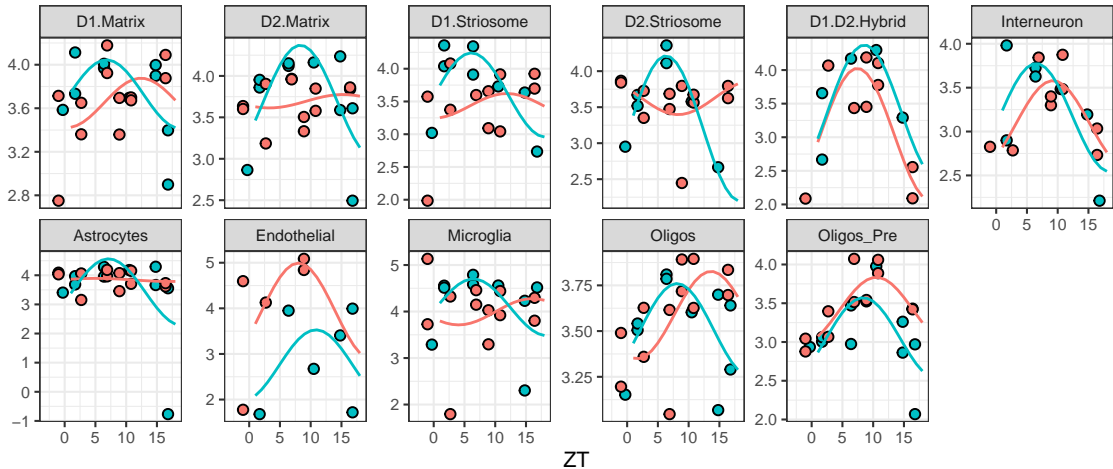 D1.Matrix D2.Matrix D1.Striosome D2.Striosome D1.D2.Hybrid Interneuron
4.0 3.6 3.2 2.8
4.0 3.5 3.0 2.5
4.5 4.0 3.5 3.0 2.5 2.0
4.0 3.5 3.0 2.5
4.0 3.5 3.0 2.5 2.0
4.0 3.5 3.0 2.5
0 5 10 15
Astrocytes Endothelial Microglia Oligos Oligos_Pre
5 4 3 2 1 0 −1
5 4 3 2
5 4 3 2
3.75 3.50 3.25
4.0 3.5 3.0 2.5 2.0
0 5 10 15 0 5 10 15 0 5 10 15 0 5 10 15 0 5 10 15
ZT